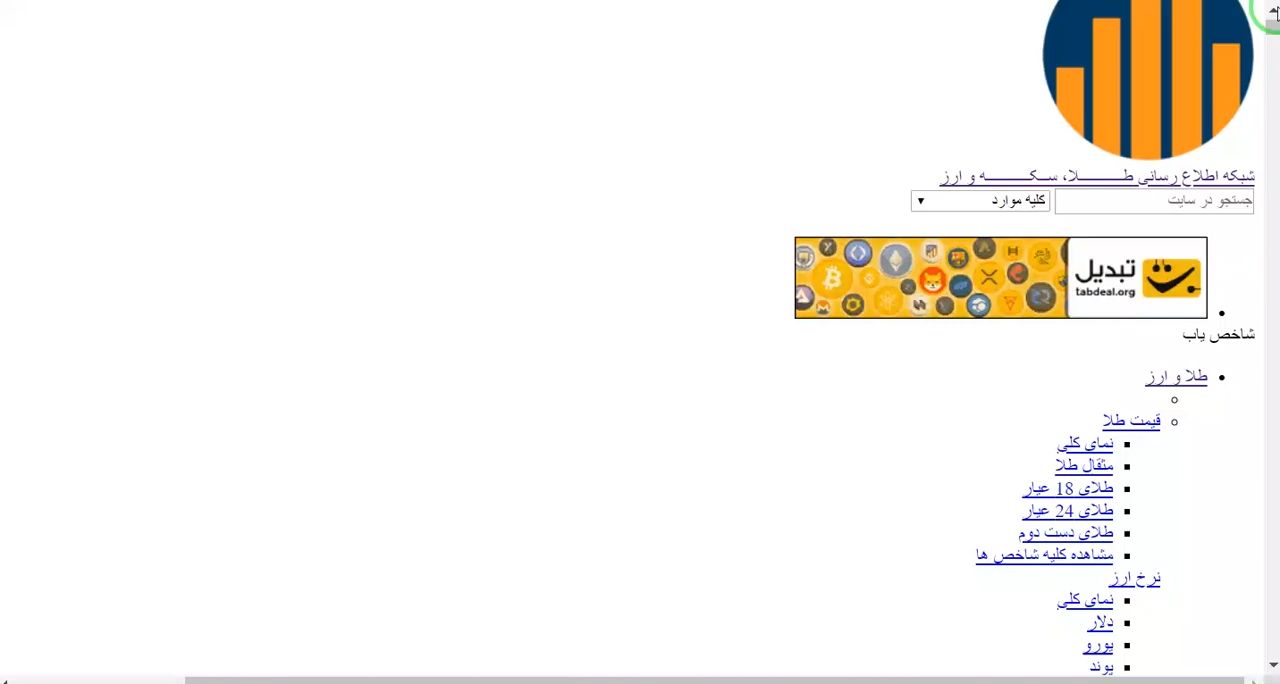 شبکه اطلاع رسانی طـــــــــلا، ســکـــــــــه و ارز
جستجو در سایت
کلیه موارد
تبدیل
tabdeal.org
شاخص یاب
طلا و ارز
قیمت طلا
نمای کلی
مثقال طلا
طلای 18 عیار
طلای 24 عیار
طلای دست دوم
مشاهده کلیه شاخص ها
نرخ ارز
نمای کلی
دلار
یورو
پوند